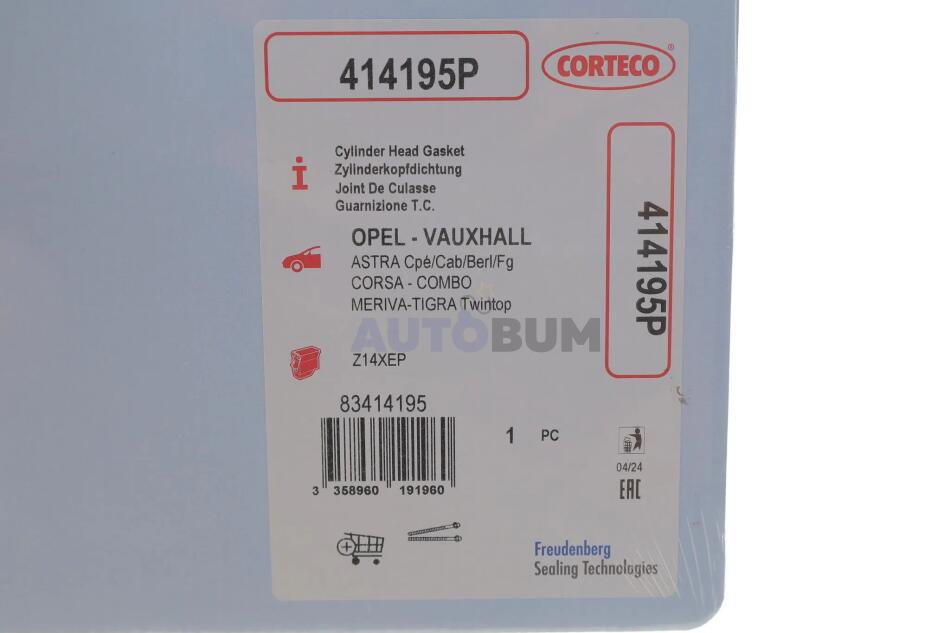 414195P
CORTECO®
Cylinder Head Gasket
Zylinderkopfdichtung
Joint De Culasse
Guarnizione T.C.
414195P
OPEL - VAUXHALL
ASTRA Cpé/Cab/Berl/Fg
CORSA - COMBO
MERIVA-TIGRA Twintop
AUTOBUM
Z14XEP
83414195
1 PC
3 358960 191960
04/24
EAC
Freudenberg
Sealing Technologies